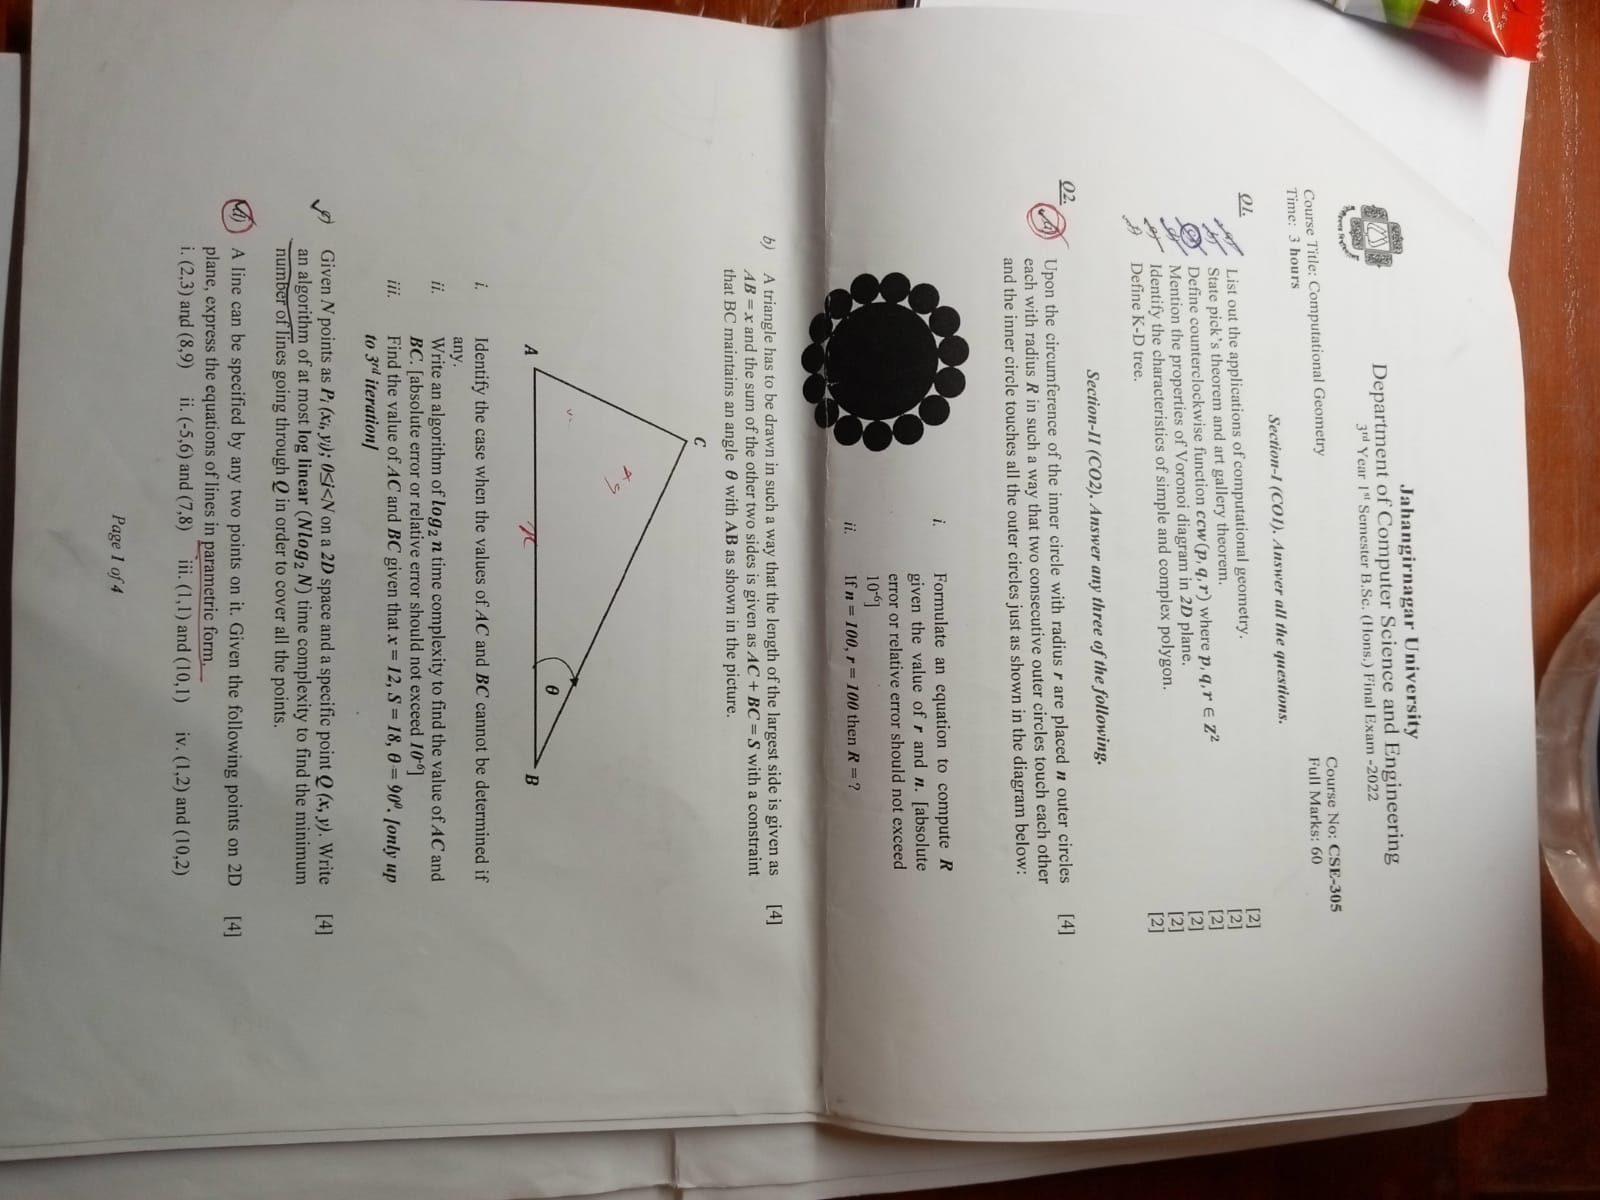 Jahangirnagar University
Department of Computer Science and Engineering
3rd Year 1st Semester B.Sc. (Hons.) Final Exam -2022
Course Title: Computational Geometry
Course No: CSE-305
Time: 3 hours
Full Marks: 60
Section-I (CO1). Answer all the questions.
Q1.
List out the applications of computational geometry. [2]
State pick's theorem and art gallery theorem. [2]
Define counterclockwise function ccw(p,q,r) where p,q,r ∈ Z² [2]
Mention the properties of Voronoi diagram in 2D plane. [2]
Identify the characteristics of simple and complex polygon. [2]
Define K-D tree. [2]
Section-II (CO2). Answer any three of the following.
Q2. Upon the circumference of the inner circle with radius r are placed n outer circles [4]
each with radius R in such a way that two consecutive outer circles touch each other
and the inner circle touches all the outer circles just as shown in the diagram below:
i. Formulate an equation to compute R
given the value of r and n. [absolute
error or relative error should not exceed
10⁻⁶]
ii. If n = 100, r = 100 then R = ?
b) A triangle has to be drawn in such a way that the length of the largest side is given as [4]
AB = x and the sum of the other two sides is given as AC + BC = S with a constraint
that BC maintains an angle θ with AB as shown in the picture.
C
A
B
θ
x
i. Identify the case when the values of AC and BC cannot be determined if
any.
ii. Write an algorithm of log₂ n time complexity to find the value of AC and
BC. [absolute error or relative error should not exceed 10⁻⁶]
iii. Find the value of AC and BC given that x = 12, S = 18, θ = 90⁰. [only up
to 3rd iteration]
Given N points as Pᵢ (xᵢ, yᵢ); 0≤i<N on a 2D space and a specific point Q (x, y). Write [4]
an algorithm of at most log linear (Nlog₂ N) time complexity to find the minimum
number of lines going through Q in order to cover all the points.
A line can be specified by any two points on it. Given the following points on 2D [4]
plane, express the equations of lines in parametric form.
i. (2,3) and (8,9) ii. (-5,6) and (7,8) iii. (1,1) and (10,1) iv. (1,2) and (10,2)
Page 1 of 4